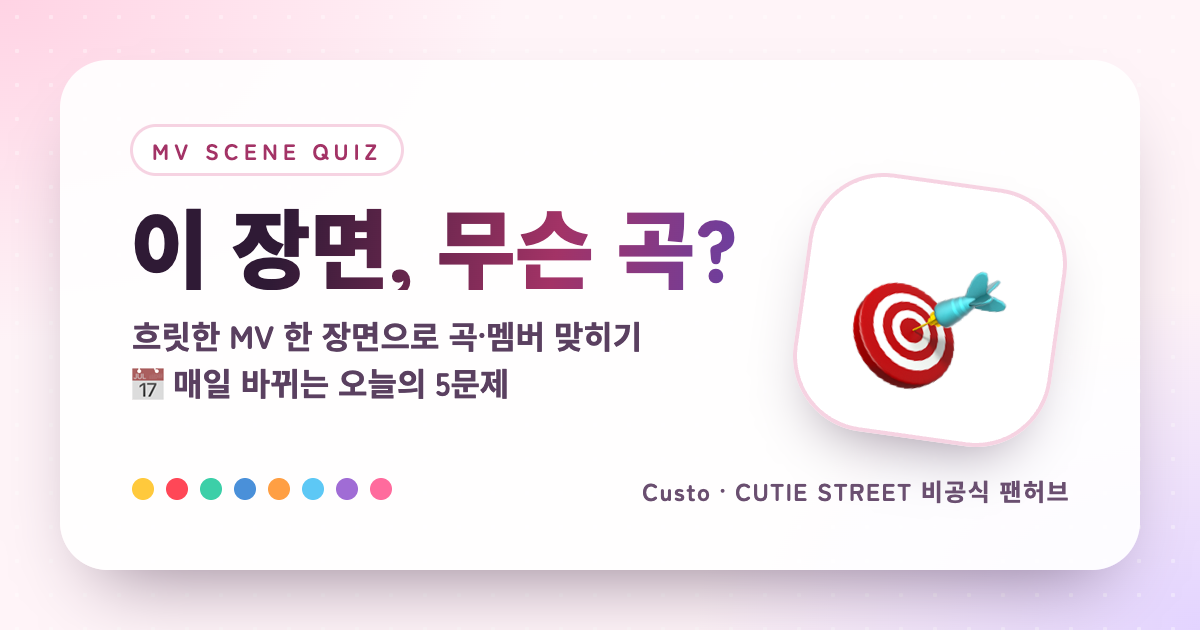 MV SCENE QUIZ
이 장면, 무슨 곡?
흐릿한 MV 한 장면으로 곡·멤버 맞히기
📅 매일 바뀌는 오늘의 5문제
Custo · CUTIE STREET 비공식 팬허브